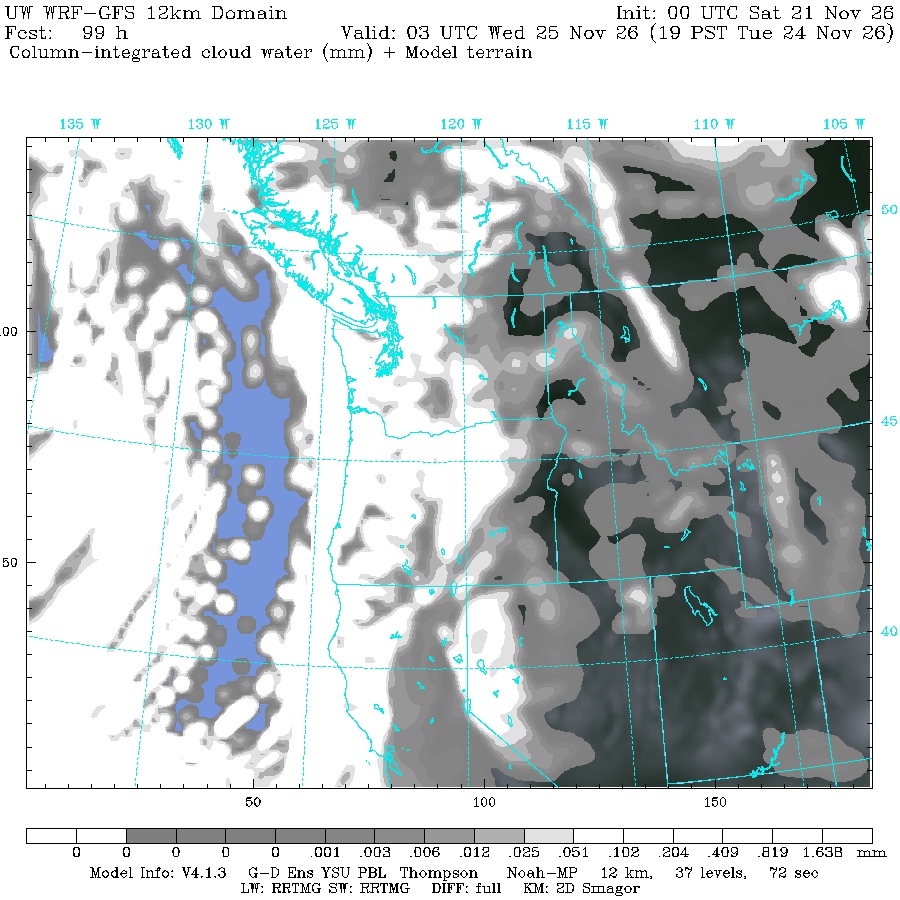 UW WRF-GFS 12km Domain Init: 00 UTC Sat 21 Nov 26
Fcst: 99 h Valid: 03 UTC Wed 25 Nov 26 (19 PST Tue 24 Nov 26)
Column-integrated cloud water (mm) + Model terrain
135 W 130 W 125 W 120 W 115 W 110 W 105 W
50
00
45
50
40
50 100 150
0 0 0 0 .001 .003 .006 .012 .025 .051 .102 .204 .409 .819 1.638 mm
Model Info: V4.1.3 G-D Ens YSU PBL Thompson Noah-MP 12 km, 37 levels, 72 sec
LW: RRTMG SW: RRTMG DIFF: full KM: 2D Smagor